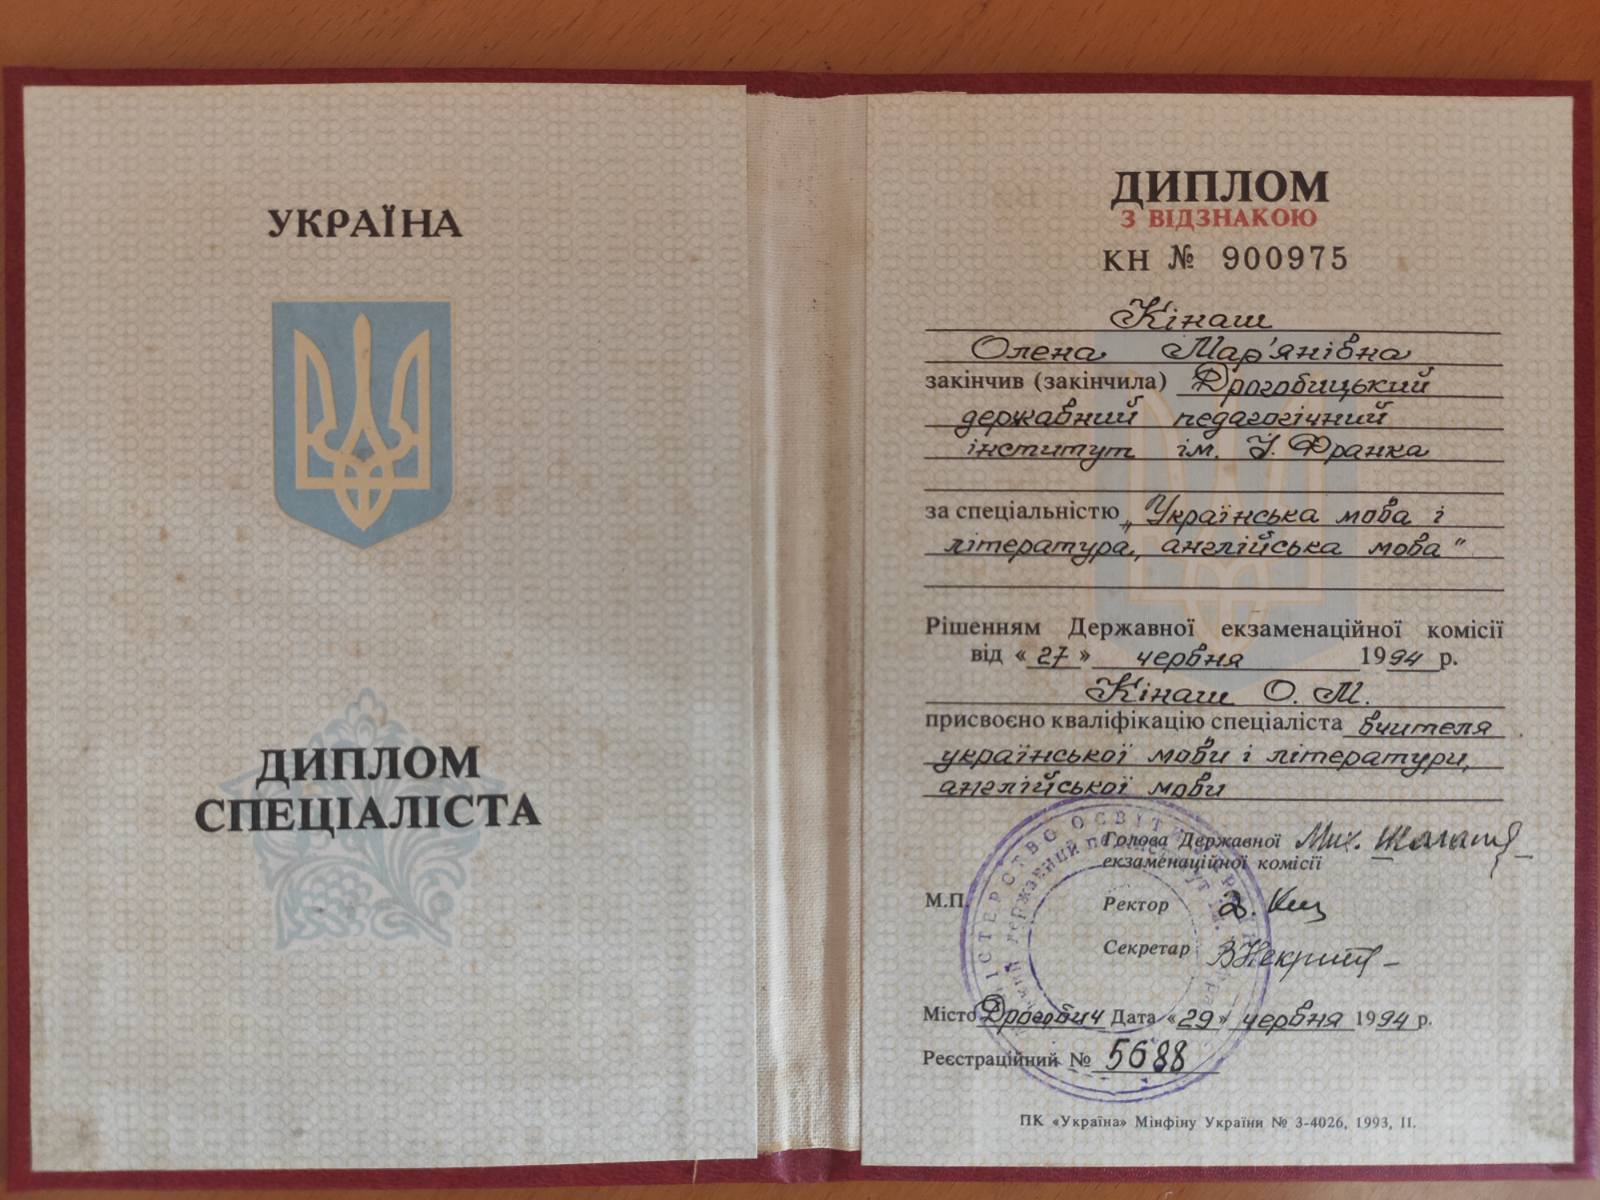 УКРАЇНА
ДИПЛОМ
СПЕЦІАЛІСТА
ДИПЛОМ
З ВІДЗНАКОЮ
КН № 900975
Кінаш
Олена Мар'янівна
закінчив (закінчила) Дрогобицький
державний педагогічний
інститут ім. І. Франка
за спеціальністю „Українська мова і
література, англійська мова"
Рішенням Державної екзаменаційної комісії
від «27» червня 1994 р.
Кінаш О. М.
присвоєно кваліфікацію спеціаліста вчителя
української мови і літератури,
англійської мови
Голова Державної
екзаменаційної комісії
М.П. Ректор
Секретар
Місто Дрогобич Дата «29» червня 1994 р.
Реєстраційний № 5688
ПК «Україна» Мінфіну України № 3-4026, 1993, II.